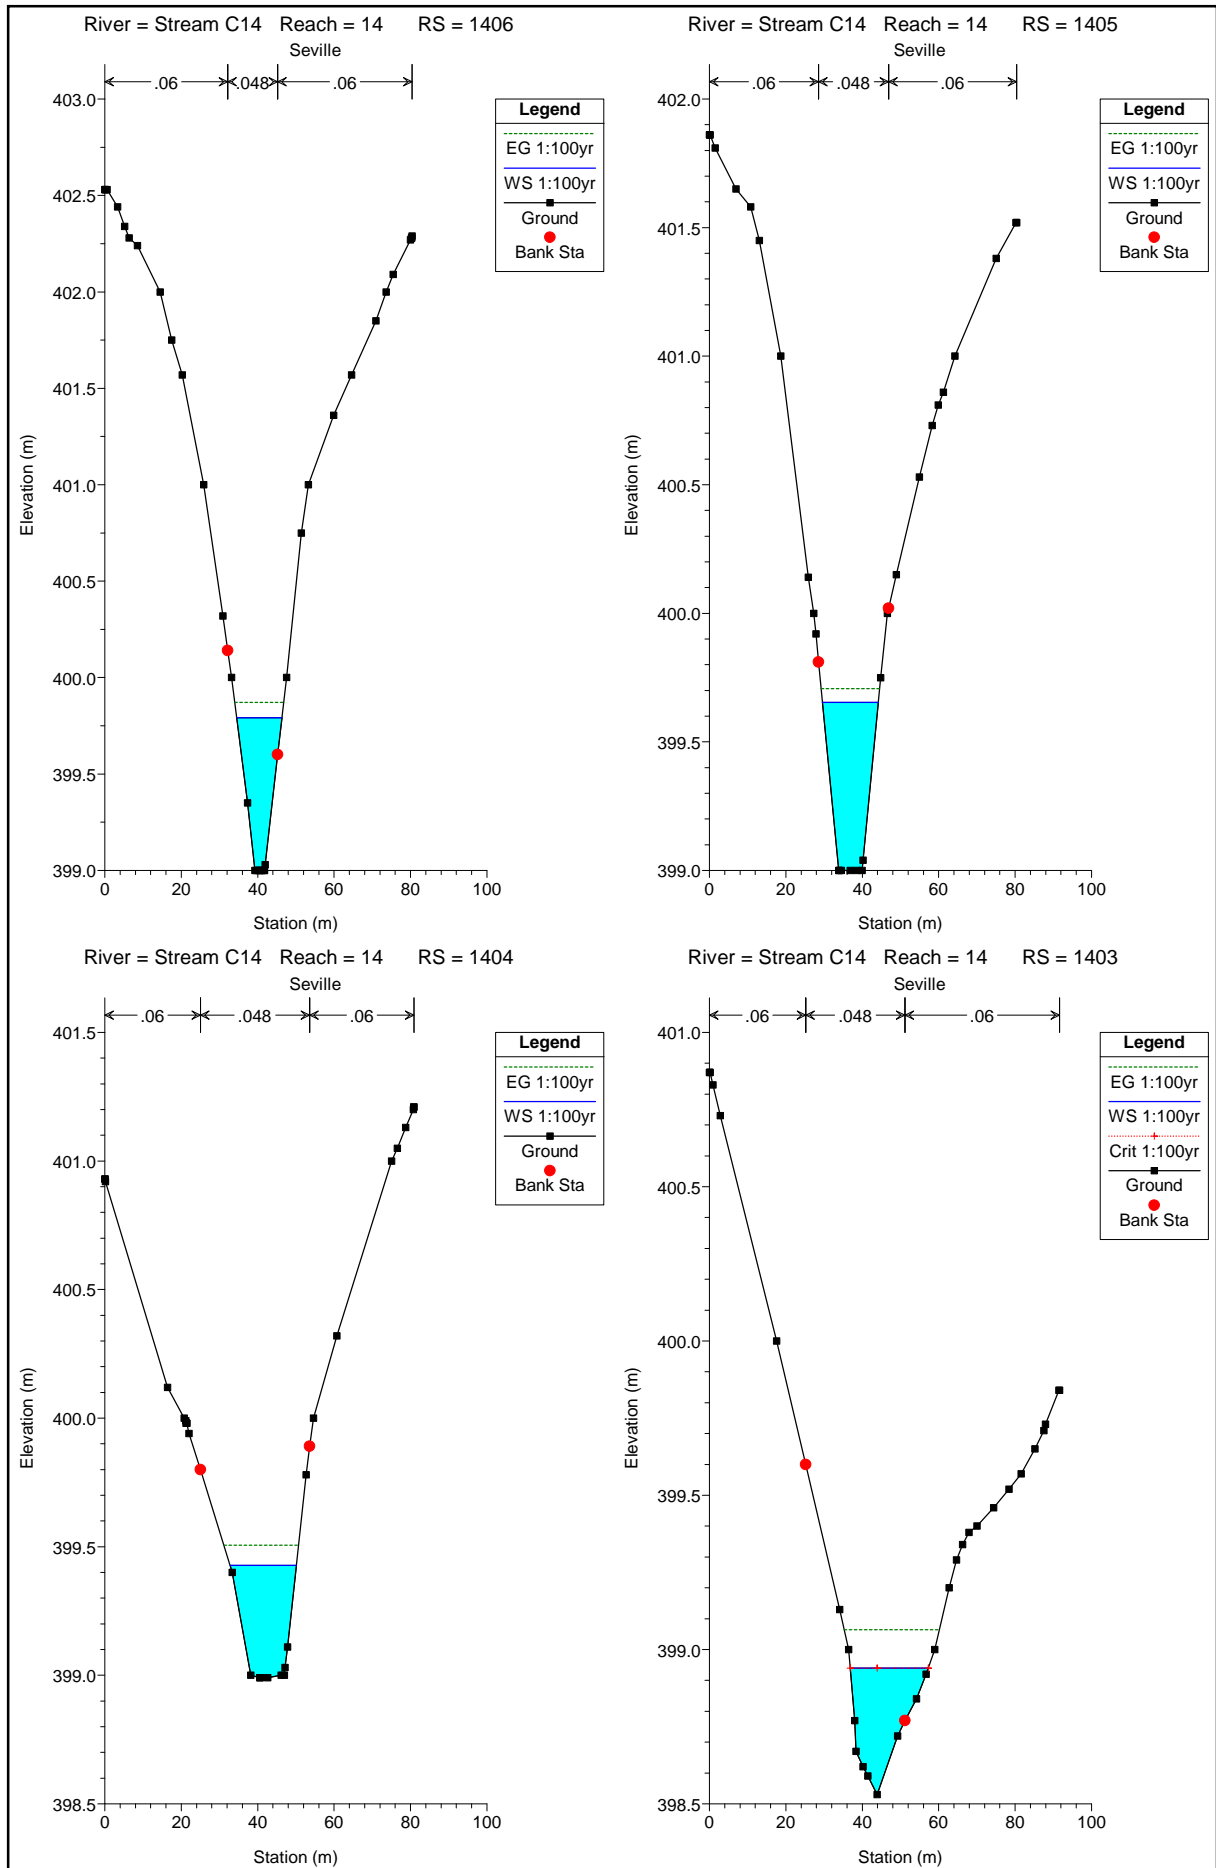 River = Stream C14 Reach = 14 RS = 1406
Seville
.06 .048 .06
403.0
402.5
402.0
401.5
401.0
400.5
400.0
399.5
399.0
Elevation (m)
0 20 40 60 80 100
Station (m)
Legend
EG 1:100yr
WS 1:100yr
Ground
Bank Sta
River = Stream C14 Reach = 14 RS = 1405
Seville
.06 .048 .06
402.0
401.5
401.0
400.5
400.0
399.5
399.0
Elevation (m)
0 20 40 60 80 100
Station (m)
Legend
EG 1:100yr
WS 1:100yr
Ground
Bank Sta
River = Stream C14 Reach = 14 RS = 1404
Seville
.06 .048 .06
401.5
401.0
400.5
400.0
399.5
399.0
398.5
Elevation (m)
0 20 40 60 80 100
Station (m)
Legend
EG 1:100yr
WS 1:100yr
Ground
Bank Sta
River = Stream C14 Reach = 14 RS = 1403
Seville
.06 .048 .06
401.0
400.5
400.0
399.5
399.0
398.5
Elevation (m)
0 20 40 60 80 100
Station (m)
Legend
EG 1:100yr
WS 1:100yr
Crit 1:100yr
Ground
Bank Sta